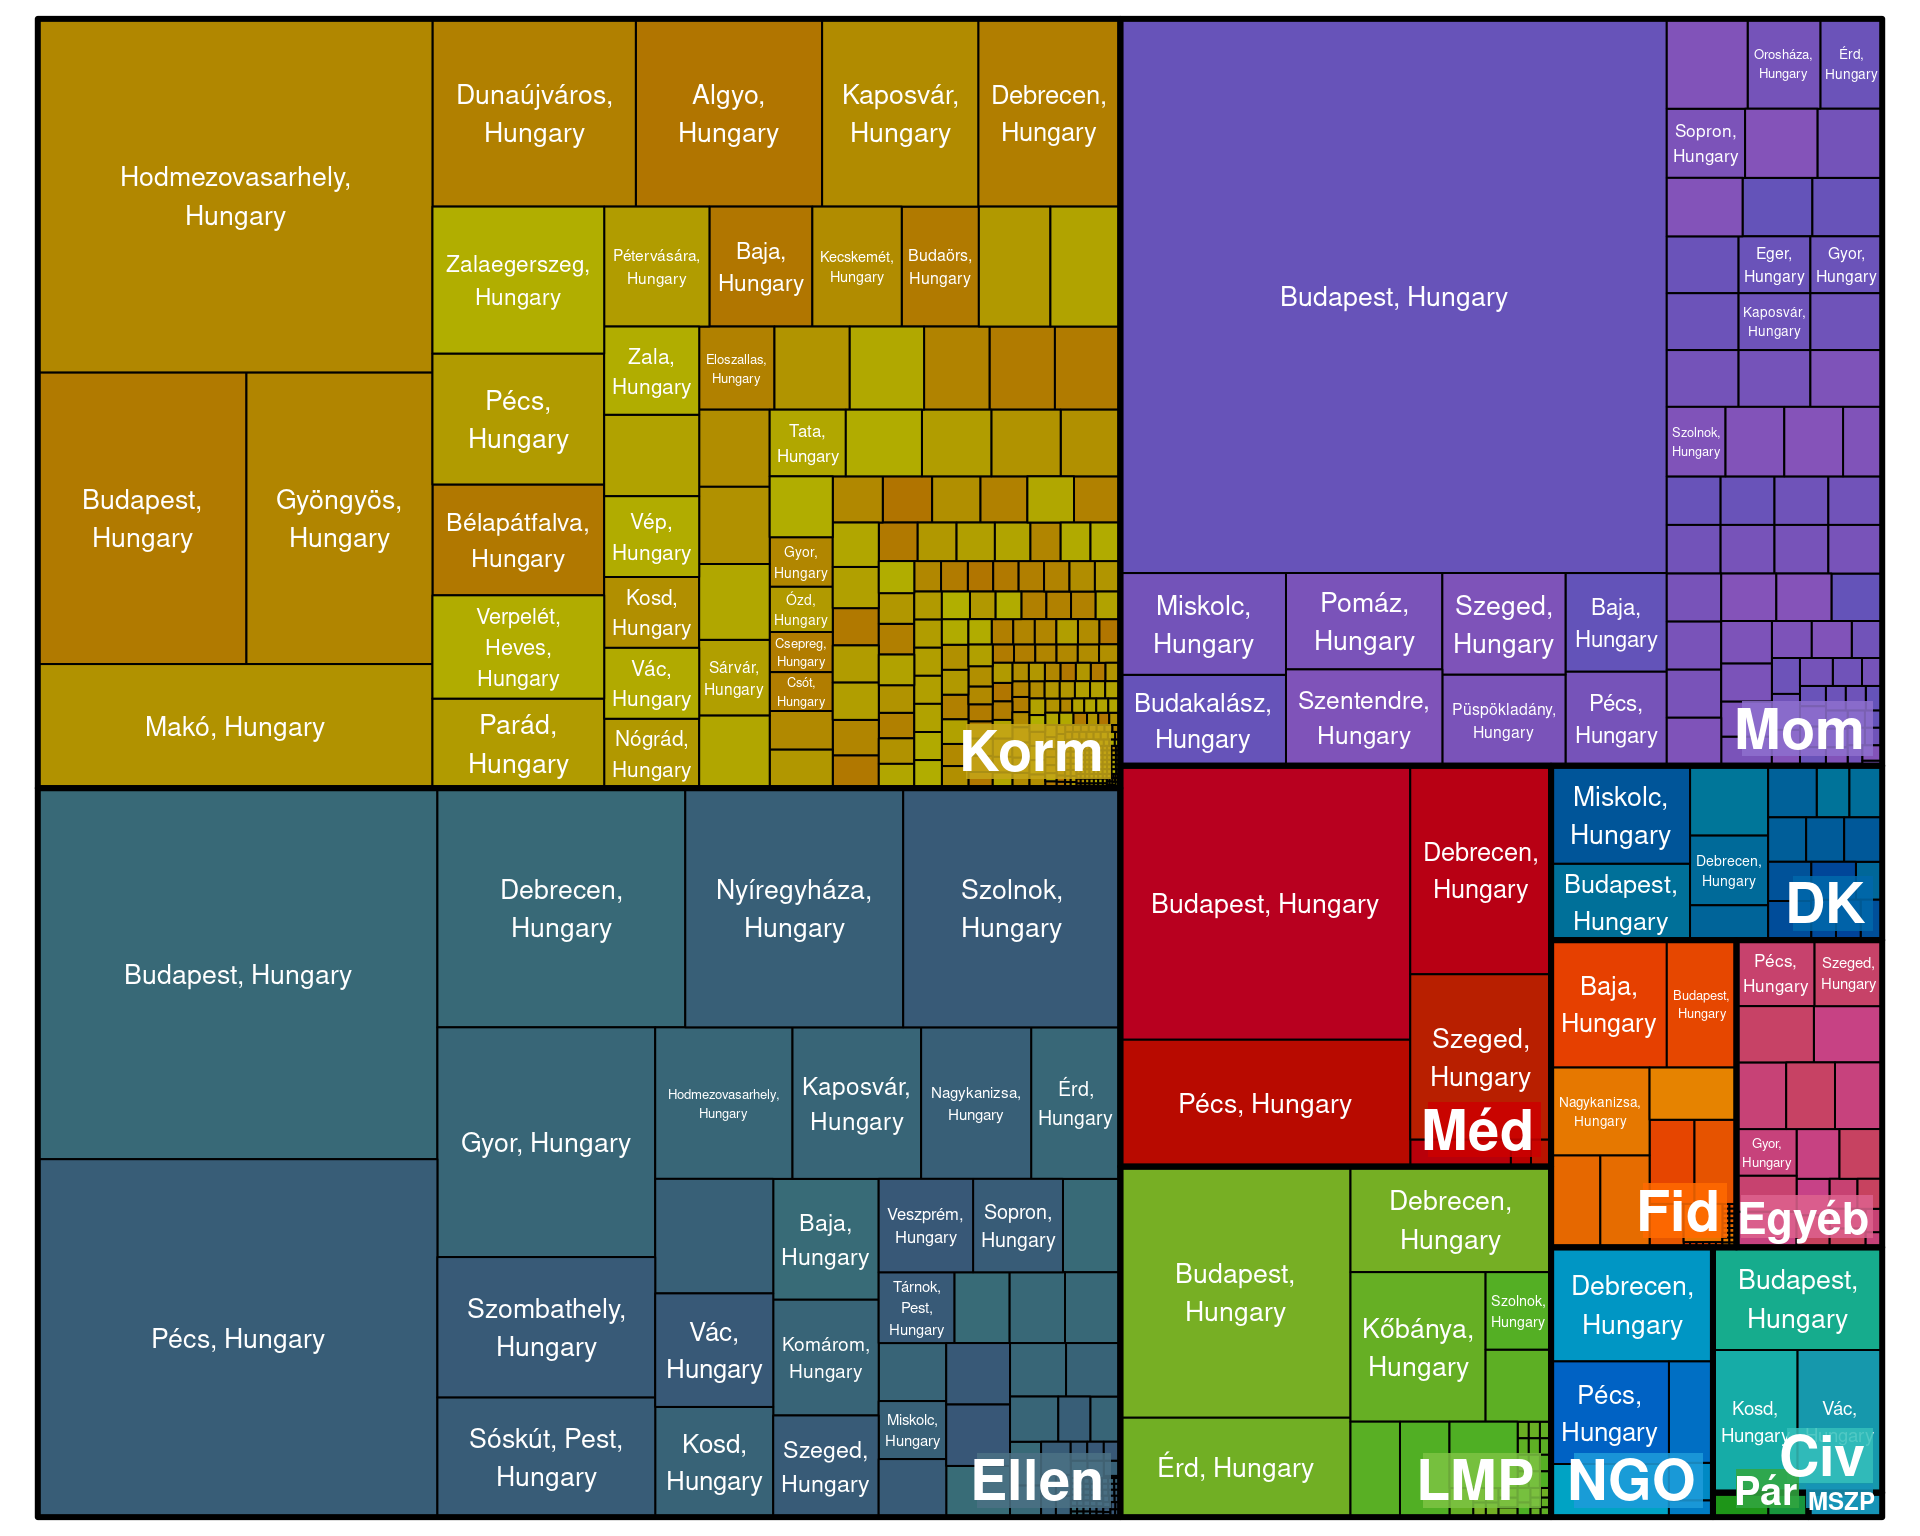 Hodmezovasarhely,
Hungary
Dunaújváros,
Hungary
Algyo,
Hungary
Kaposvár,
Hungary
Debrecen,
Hungary
Zalaegerszeg,
Hungary
Pétervására,
Hungary
Baja,
Hungary
Kecskemét,
Hungary
Budaörs,
Hungary
Zala,
Hungary
Eloszallas,
Hungary
Pécs,
Hungary
Tata,
Hungary
Budapest,
Hungary
Gyöngyös,
Hungary
Bélapátfalva,
Hungary
Vép,
Hungary
Gyor,
Hungary
Kosd,
Hungary
Ózd,
Hungary
Verpelét,
Heves,
Hungary
Csepreg,
Hungary
Vác,
Hungary
Sárvár,
Hungary
Csót,
Hungary
Makó, Hungary
Parád,
Hungary
Nógrád,
Hungary
Korm
Budapest, Hungary
Orosháza,
Hungary
Érd,
Hungary
Sopron,
Hungary
Eger,
Hungary
Gyor,
Hungary
Kaposvár,
Hungary
Szolnok,
Hungary
Miskolc,
Hungary
Pomáz,
Hungary
Szeged,
Hungary
Baja,
Hungary
Budakalász,
Hungary
Szentendre,
Hungary
Püspökladány,
Hungary
Pécs,
Hungary
Mom
Budapest, Hungary
Debrecen,
Hungary
Nyíregyháza,
Hungary
Szolnok,
Hungary
Gyor, Hungary
Hodmezovasarhely,
Hungary
Kaposvár,
Hungary
Nagykanizsa,
Hungary
Érd,
Hungary
Baja,
Hungary
Veszprém,
Hungary
Sopron,
Hungary
Pécs, Hungary
Szombathely,
Hungary
Vác,
Hungary
Komárom,
Hungary
Tárnok,
Pest,
Hungary
Sóskút, Pest,
Hungary
Kosd,
Hungary
Szeged,
Hungary
Miskolc,
Hungary
Ellen
Budapest, Hungary
Debrecen,
Hungary
Szeged,
Hungary
Pécs, Hungary
Méd
Miskolc,
Hungary
Budapest,
Hungary
Debrecen,
Hungary
DK
Baja,
Hungary
Budapest,
Hungary
Nagykanizsa,
Hungary
Fid
Pécs,
Hungary
Szeged,
Hungary
Gyor,
Hungary
Egyéb
Budapest,
Hungary
Debrecen,
Hungary
Kőbánya,
Hungary
Szolnok,
Hungary
Érd, Hungary
LMP
Debrecen,
Hungary
Pécs,
Hungary
NGO
Budapest,
Hungary
Kosd,
Hungary
Vác,
Hungary
Civ
Pár
MSZP